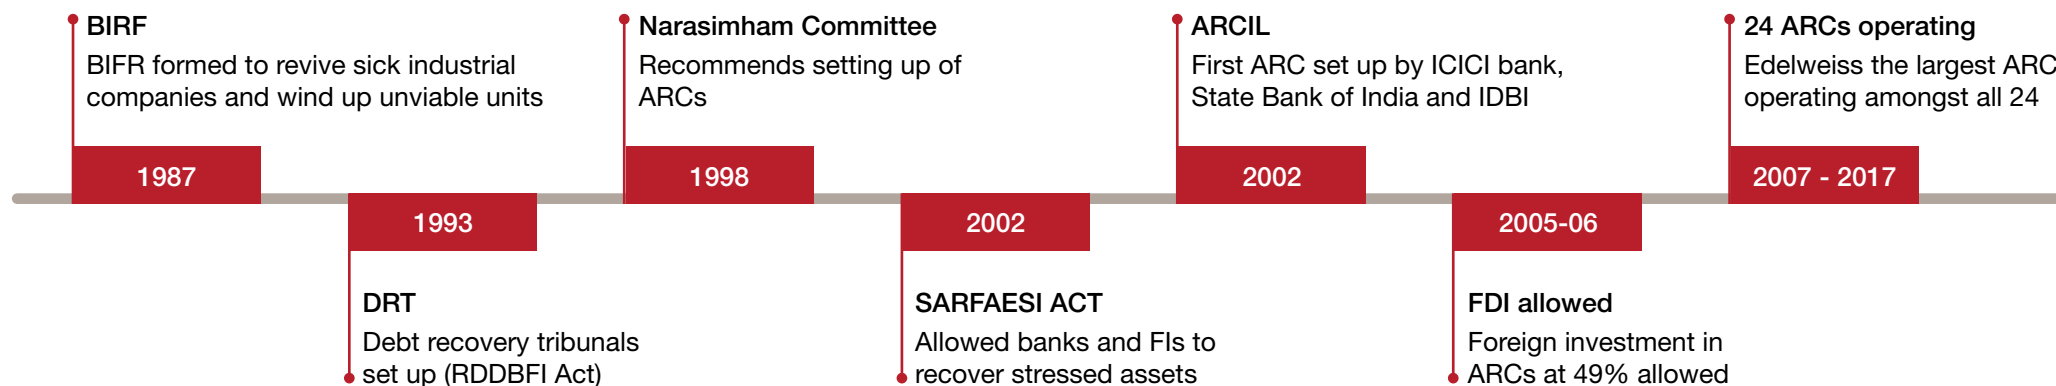 BIRF
BIFR formed to revive sick industrial
companies and wind up unviable units
1987
1993
DRT
Debt recovery tribunals
set up (RDDBFI Act)
Narasimham Committee
Recommends setting up of
ARCs
1998
2002
SARFAESI ACT
Allowed banks and FIs to
recover stressed assets
ARCIL
First ARC set up by ICICI bank,
State Bank of India and IDBI
2002
2005-06
FDI allowed
Foreign investment in
ARCs at 49% allowed
24 ARCs operating
Edelweiss the largest ARC
operating amongst all 24
2007 - 2017